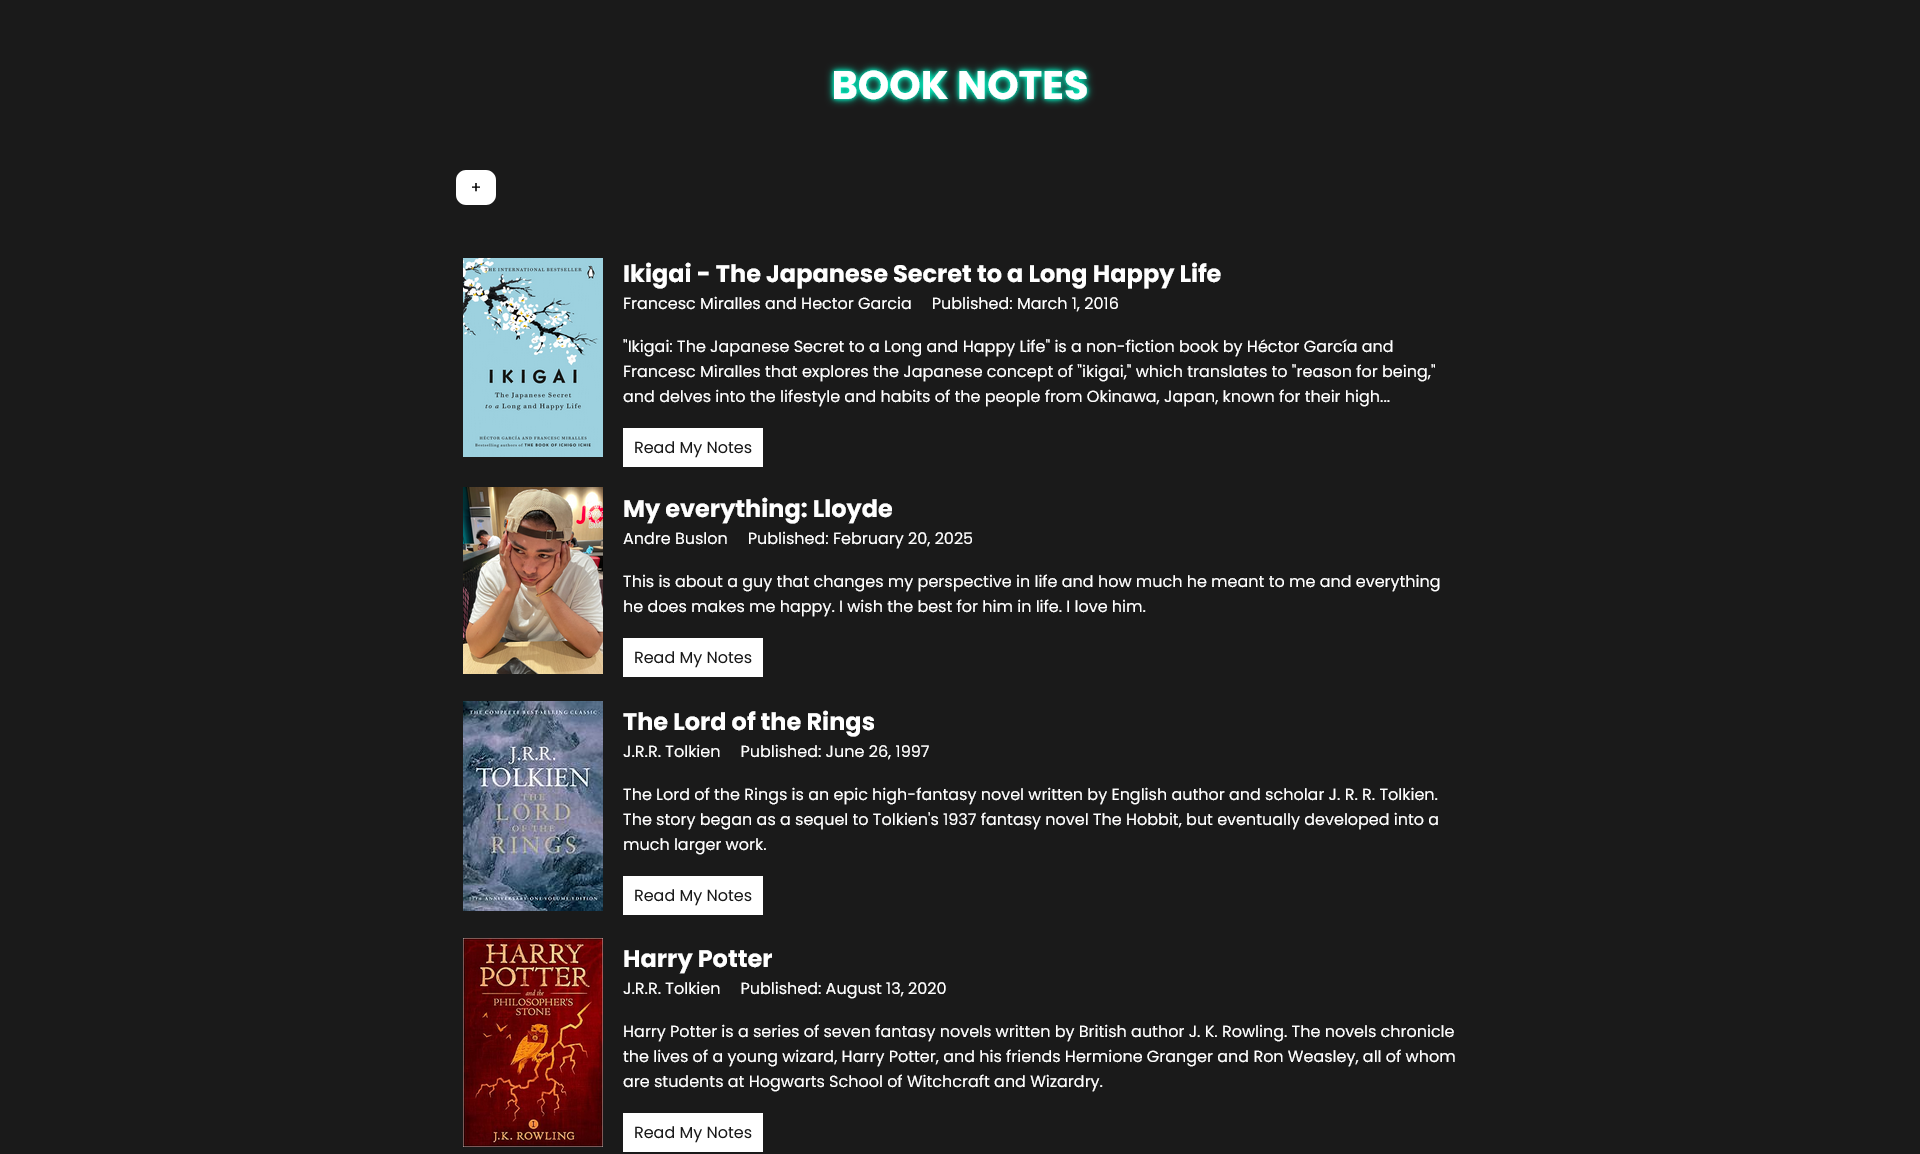 BOOK NOTES
+
THE INTERNATIONAL BESTSELLER
IKIGAI
The Japanese Secret
to a Long and Happy Life
HÉCTOR GARCÍA AND FRANCESC MIRALLES
Bestselling authors of THE BOOK OF ICHIGO ICHIE
Ikigai - The Japanese Secret to a Long Happy Life
Francesc Miralles and Hector Garcia Published: March 1, 2016
"Ikigai: The Japanese Secret to a Long and Happy Life" is a non-fiction book by Héctor García and
Francesc Miralles that explores the Japanese concept of "ikigai," which translates to "reason for being,"
and delves into the lifestyle and habits of the people from Okinawa, Japan, known for their high...
Read My Notes
JO
My everything: Lloyde
Andre Buslon Published: February 20, 2025
This is about a guy that changes my perspective in life and how much he meant to me and everything
he does makes me happy. I wish the best for him in life. I love him.
Read My Notes
THE COMPLETE BEST-SELLING CLASSIC
J.R.R.
TOLKIEN
THE
LORD
OF THE
RINGS
ANNIVERSARY ONE-VOLUME EDITION
The Lord of the Rings
J.R.R. Tolkien Published: June 26, 1997
The Lord of the Rings is an epic high-fantasy novel written by English author and scholar J. R. R. Tolkien.
The story began as a sequel to Tolkien's 1937 fantasy novel The Hobbit, but eventually developed into a
much larger work.
Read My Notes
HARRY
POTTER
and the
PHILOSOPHER'S
STONE
1
J.K. ROWLING
Harry Potter
J.R.R. Tolkien Published: August 13, 2020
Harry Potter is a series of seven fantasy novels written by British author J. K. Rowling. The novels chronicle
the lives of a young wizard, Harry Potter, and his friends Hermione Granger and Ron Weasley, all of whom
are students at Hogwarts School of Witchcraft and Wizardry.
Read My Notes